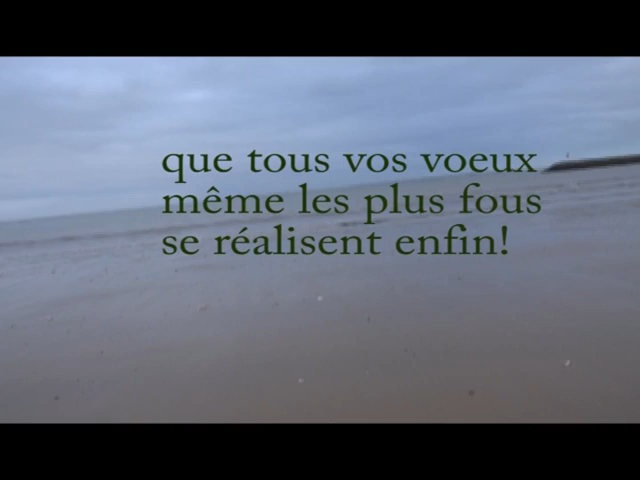 que tous vos voeux
même les plus fous
se réalisent enfin!